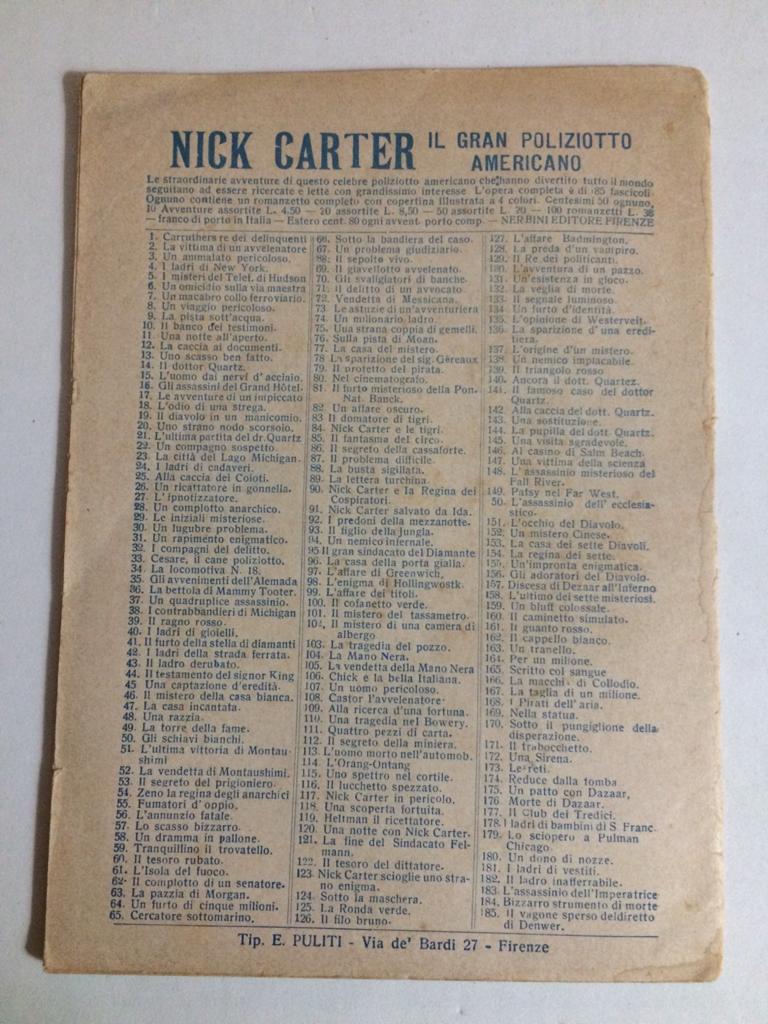 NICK CARTER IL GRAN POLIZIOTTO
AMERICANO
Le straordinarie avventure di questo celebre poliziotto americano che hanno divertito tutto il mondo
seguitano ad essere ricercate e lette con grandissimo interesse L'opera completa è di 185 fascicoli
Ognuno contiene un romanzetto completo con copertina illustrata a 4 colori. Centesimi 50 ognuno,
10 Avventure assortite L. 4,50 — 20 assortite L. 8,50 — 50 assortite L. 20 — 100 romanzetti L. 38
— franco di porto in Italia — Estero cent. 80 ogni avvent. porto comp. — NERBINI EDITORE FIRENZE
1. Carruthers re dei delinquenti
2. La vittima di un avvelenatore
3. Un ammalato pericoloso.
4. I ladri di New York.
5. I misteri del Telef. di Hudson
6. Un omicidio sulla via maestra
7. Un macabro collo ferroviario.
8. Un viaggio pericoloso.
9. La pista sott'acqua.
10. Il banco dei testimoni.
11. Una notte all'aperto.
12. La caccia ai documenti.
13. Uno scasso ben fatto.
14. Il dottor Quartz.
15. L'uomo dai nervi d'acciaio.
16. Gli assassini del Grand Hôtel.
17. Le avventure di un impiccato
18. L'odio di una strega.
19. Il diavolo in un manicomio.
20. Uno strano nodo scorsoio.
21. L'ultima partita del dr. Quartz
22. Un compagno sospetto.
23. La città del Lago Michigan.
24. I ladri di cadaveri.
25. Alla caccia dei Coioti.
26. Un ricattatore in gonnella.
27. L'ipnotizzatore.
28. Un complotto anarchico.
29. Le iniziali misteriose.
30. Un lugubre problema.
31. Un rapimento enigmatico.
32. I compagni del delitto.
33. Cesare, il cane poliziotto.
34. La locomotiva N. 18.
35. Gli avvenimenti dell'Alemada
36. La bettola di Mammy Tooter.
37. Un quadruplice assassinio.
38. I contrabbandieri di Michigan
39. Il ragno rosso.
40. I ladri di gioielli.
41. Il furto della stella di diamanti
42. I ladri della strada ferrata.
43. Il ladro derubato.
44. Il testamento del signor King
45 Una captazione d'eredità.
46. Il mistero della casa bianca.
47. La casa incantata.
48. Una razzia.
49. La torre della fame.
50. Gli schiavi bianchi.
51. L'ultima vittoria di Montau-
shimi
52. La vendetta di Montaushimi.
53. Il segreto del prigioniero.
54. Zeno la regina degli anarchici
55. Fumatori d'oppio.
56. L'annunzio fatale.
57. Lo scasso bizzarro.
58. Un dramma in pallone.
59. Tranquillino il trovatello.
60. Il tesoro rubato.
61. L'Isola del fuoco.
62- Il complotto di un senatore.
63. La pazzia di Morgan.
64. Un furto di cinque milioni.
65. Cercatore sottomarino.
66. Sotto la bandiera del caso.
67. Un problema giudiziario.
68. Il sepolto vivo.
69. Il giavellotto avvelenato.
70. Gli svaligiatori di banche.
71. Il delitto di un avvocato.
72. Vendetta di Messicana.
73. Le astuzie di un'avventuriera
74. Un milionario ladro.
75. Una strana coppia di gemelli.
76. Sulla pista di Moan.
77. La casa del mistero.
78 La sparizione del sig. Géreaux
79. Il protetto del pirata.
80. Nel cinematografo.
81. Il furto misterioso della Pon-
Nat. Banck.
82. Un affare oscuro.
83 Il domatore di tigri.
84. Nick Carter e le tigri.
85. Il fantasma del circo.
86. Il segreto della cassaforte.
87. Il problema difficile.
88. La busta sigillata.
89. La lettera turchina.
90. Nick Carter e la Regina dei
Cospiratori.
91. Nick Carter salvato da Ida.
92. I predoni della mezzanotte.
93. Il figlio della Jungla.
94. Un nemico infernale.
95 Il gran sindacato del Diamante
96. La casa della porta gialla.
97. L'affare di Greenwich.
98. L'enigma di Hollingwostk.
99. L'affare dei titoli.
100. Il cofanetto verde.
101. Il mistero del tassametro.
102. Il mistero di una camera di
albergo
103. La tragedia del pozzo.
104. La Mano Nera.
105. La vendetta della Mano Nera
106. Chick e la bella Italiana.
107. Un uomo pericoloso.
108. Castor l'avvelenatore.
109. Alla ricerca d'una fortuna.
110. Una tragedia nel Bowery.
111. Quattro pezzi di carta.
112. Il segreto della miniera.
113. L'uomo morto nell'automob.
114. L'Orang-Ontang
115. Uno spettro nel cortile.
116. Il lucchetto spezzato.
117. Nick Carter in pericolo.
118. Una scoperta fortuita.
119. Heltman il ricettatore.
120. Una notte con Nick Carter.
121. La fine del Sindacato Fel-
mann.
122. Il tesoro del dittatore.
123. Nick Carter scioglie uno stra-
no enigma.
124. Sotto la maschera.
125. La Ronda verde.
126. Il filo bruno.
127. L'affare Badmington.
128. La preda d'un vampiro.
129. Il Re dei politicanti.
130. L'avventura di un pazzo.
131. Un'esistenza in gioco.
132. La veglia di morte.
133. Il segnale luminoso.
134. Un furto d'identità.
135. L'opinione di Westerveit.
136. La sparizione d'una eredi-
tiera.
137. L'origine d'un mistero.
138. Un nemico implacabile.
139. Il triangolo rosso
140. Ancora il dott. Quartez.
141. Il famoso caso del dottor
Quartz.
142. Alla caccia del dott. Quartz.
143. Una sostituzione.
144. La pupilla del dott. Quartz.
145. Una visita sgradevole.
146. Al casino di Salm Beach.
147. Una vittima della scienza
148. L'assassinio misterioso del
Fall River.
149. Patsy nel Far West.
50. L'assassinio dell'ecclesia-
stico.
151. L'occhio del Diavolo.
152. Un mistero Cinese.
153. La casa dei sette Diavoli.
154. La regina dei sette.
155. Un'impronta enigmatica.
156. Gli adoratori del Diavolo.
157. Discesa di Dezaar all'Inferno
158. L'ultimo dei sette misteriosi.
159. Un bluff colossale.
160. Il caminetto simulato.
161. Il guanto rosso.
162. Il cappello bianco.
163. Un tranello.
164. Per un milione.
165. Scritto col sangue
166. La macchia di Collodio.
167. La taglia di un milione.
168. I Pirati dell'aria.
169. Nella statua.
170. Sotto il pungiglione della
disperazione.
171. Il trabocchetto.
172. Una Sirena.
173. Le reti.
174. Reduce dalla tomba
175. Un patto con Dazaar,
176. Morte di Dazaar.
177. Il Club dei Tredici.
178. I ladri di bambini di S. Franc.
179. Lo sciopero a Pulman
Chicago.
180. Un dono di nozze.
181. I ladri di vestiti.
182. Il ladro inafferrabile.
183. L'assassinio dell'Imperatrice
184. Bizzarro strumento di morte
185. Il vagone sperso deldiretto
di Denwer.
Tip. E. PULITI - Via de' Bardi 27 - Firenze